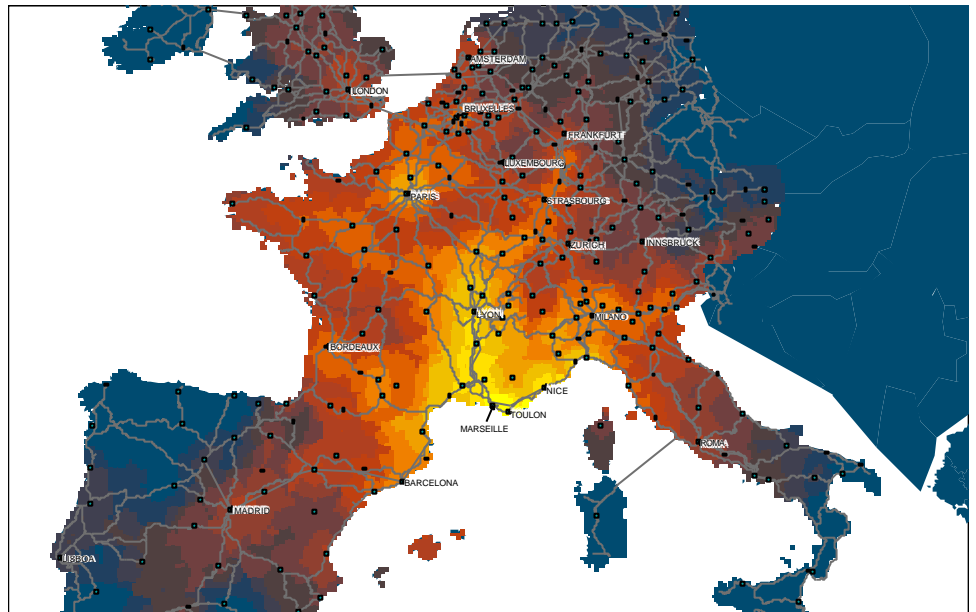 AMSTERDAM
LONDON
BRUXELLES
FRANKFURT
LUXEMBOURG
PARIS
STRASBOURG
ZURICH
INNSBRUCK
LYON
MILANO
BORDEAUX
NICE
TOULON
MARSEILLE
ROMA
BARCELONA
MADRID
LISBOA